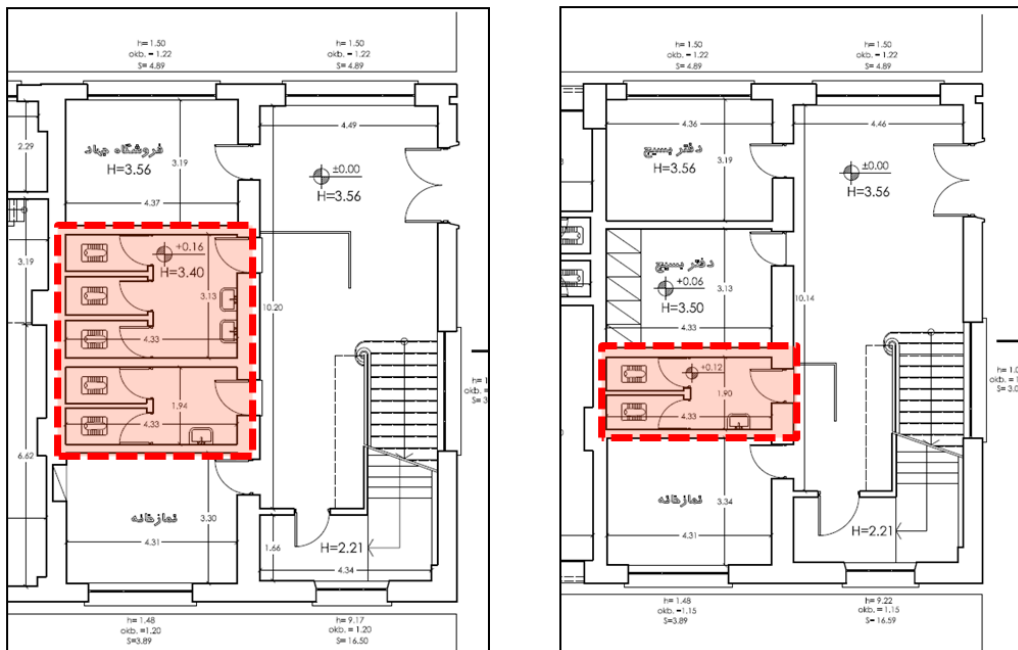 h= 1.50
okb. = 1.22
S= 4.89
h= 1.50
okb. = 1.22
S= 4.89
2.29
فروشگاه جهاد
H=3.56
3.19
4.37
4.49
±0.00
H=3.56
3.19
+0.16
H=3.40
3.13
4.33
10.20
1.94
4.33
6.62
نمازخانه
3.30
4.31
1.66
H=2.21
4.34
h= 1.48
okb. =1.20
S=3.89
h= 9.17
okb. = 1.20
S= 16.50
h= 1.50
okb. = 1.22
S= 4.89
h= 1.50
okb. = 1.22
S= 4.89
4.36
دفتر بسیج
H=3.56
3.19
4.46
±0.00
H=3.56
دفتر بسیج
+0.06
H=3.50
3.13
4.33
10.14
+0.12
1.90
4.33
نمازخانه
3.34
4.31
H=2.21
h= 1.48
okb. =1.15
S=3.89
h= 9.22
okb. = 1.15
S= 16.59